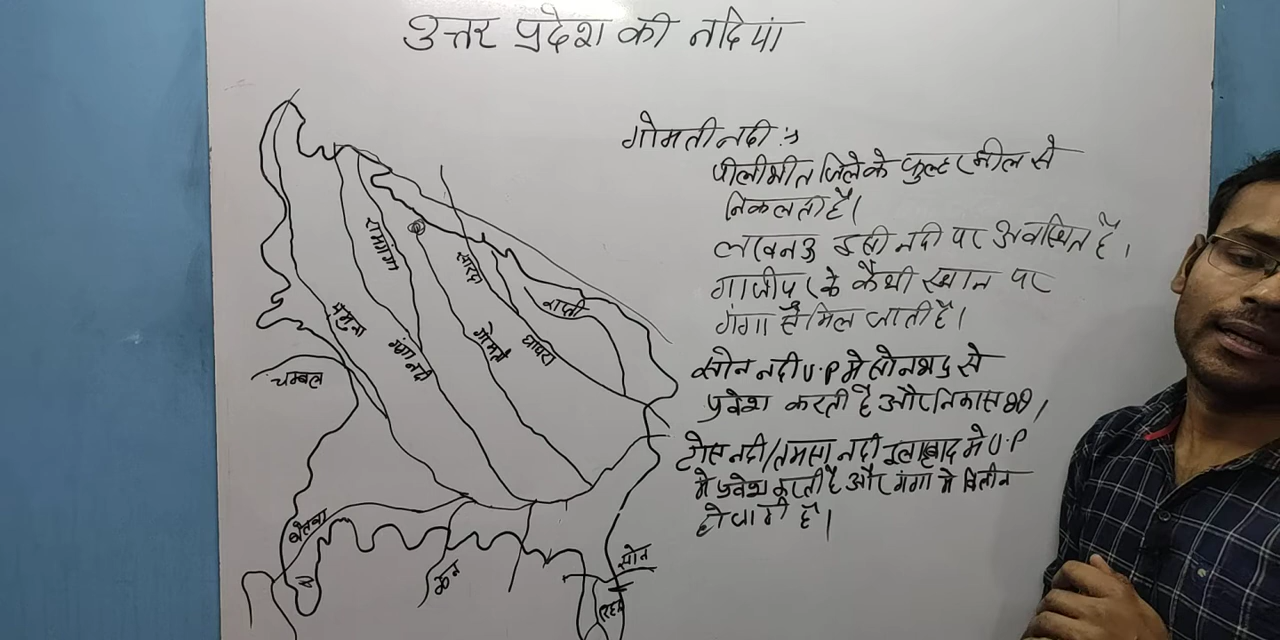 उत्तर प्रदेश की नदियां
गोमती नदी :→
पीलीभीत जिले के फुल्हर झील से
निकलती है।
लखनऊ इसी नदी पर अवस्थित है।
गाजीपुर के कैथी स्थान पर
गंगा से मिल जाती है।
सोन नदी U.P मे सोनभद्र से
प्रवेश करती है और निकास भी।
टोंस नदी/तमसा नदी इलाहाबाद मे U.P
मे प्रवेश करती है और गंगा मे विलीन
हो जाती है।
रामगंगा
सारदा
राप्ती
यमुना
गंगा नदी
गोमती
घाघरा
चम्बल
बेतवा
केन
सोन
रिहन्द